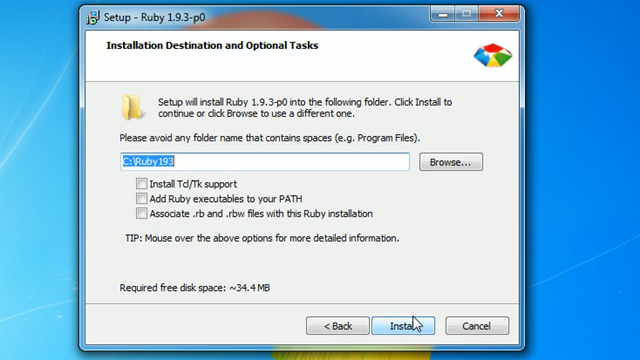 Setup - Ruby 1.9.3-p0
Installation Destination and Optional Tasks
Setup will install Ruby 1.9.3-p0 into the following folder. Click Install to
continue or click Browse to use a different one.
Please avoid any folder name that contains spaces (e.g. Program Files).
C:\Ruby193
Browse...
Install Tcl/Tk support
Add Ruby executables to your PATH
Associate .rb and .rbw files with this Ruby installation
TIP: Mouse over the above options for more detailed information.
Required free disk space: ~34.4 MB
< Back
Install
Cancel